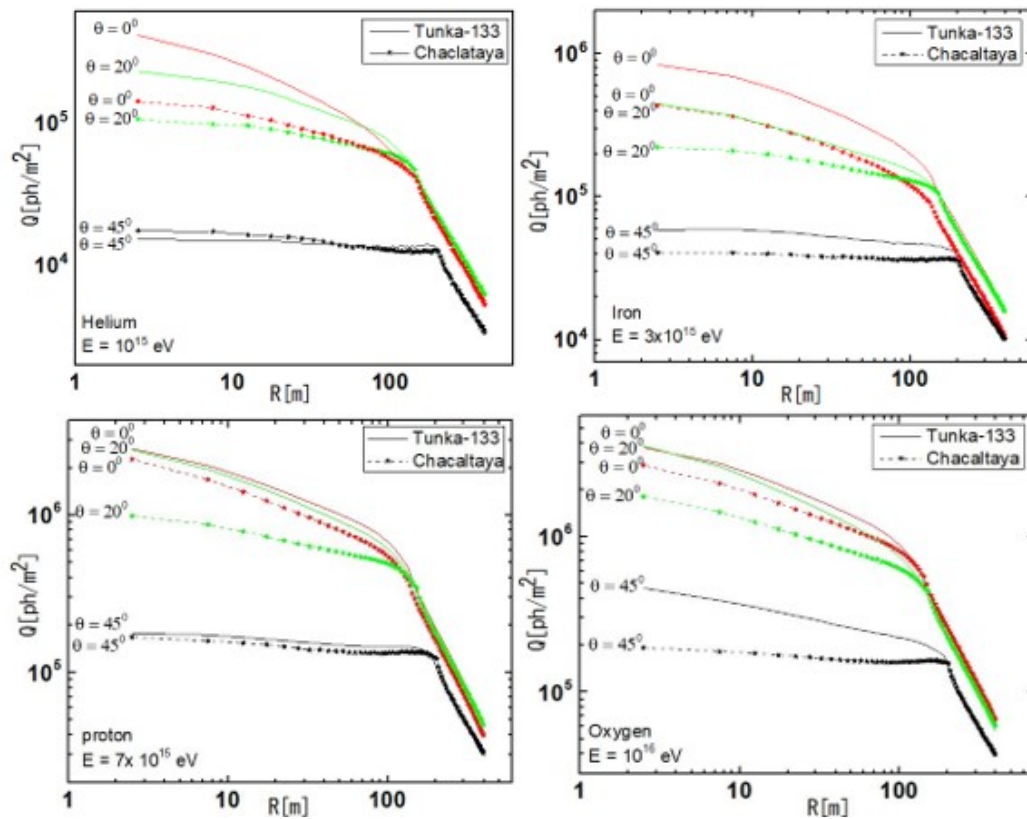 θ = 0⁰
θ = 20⁰
θ = 0⁰
θ = 20⁰
θ = 45⁰
θ = 45⁰
Tunka-133
Chaclataya
Q[ph/m²]
10⁵
10⁴
Helium
E = 10¹⁵ eV
1
10
100
R[m]
θ = 0⁰
θ = 0⁰
θ = 20⁰
θ = 20⁰
θ = 45⁰
θ = 45⁰
Tunka-133
Chacaltaya
Q[ph/m²]
10⁶
10⁵
10⁴
Iron
E = 3x10¹⁵ eV
1
10
100
R[m]
θ = 0⁰
θ = 20⁰
θ = 0⁰
θ = 20⁰
θ = 45⁰
θ = 45⁰
Tunka-133
Chacaltaya
Q[ph/m²]
10⁶
10⁵
proton
E = 7x 10¹⁵ eV
1
10
100
R[m]
θ = 0⁰
θ = 20⁰
θ = 0⁰
θ = 20⁰
θ = 45⁰
θ = 45⁰
Tunka-133
Chacaltaya
Q[ph/m²]
10⁶
10⁵
Oxygen
E = 10¹⁶ eV
1
10
100
R[m]